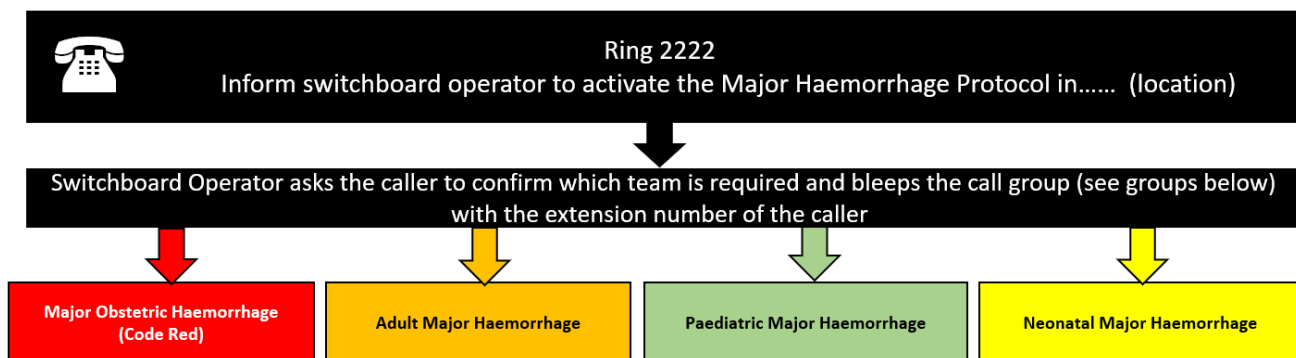 Ring 2222
Inform switchboard operator to activate the Major Haemorrhage Protocol in...... (location)
Switchboard Operator asks the caller to confirm which team is required and bleeps the call group (see groups below)
with the extension number of the caller
Major Obstetric Haemorrhage
(Code Red)
Adult Major Haemorrhage
Paediatric Major Haemorrhage
Neonatal Major Haemorrhage